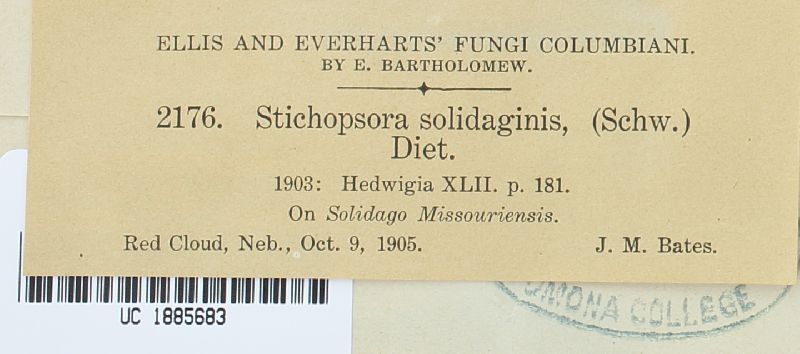 ELLIS AND EVERHARTS' FUNGI COLUMBIANI.
BY E. BARTHOLOMEW.
2176. Stichopsora solidaginis, (Schw.)
Diet.
1903: Hedwigia XLII. p. 181.
On Solidago Missouriensis.
Red Cloud, Neb., Oct. 9, 1905. J. M. Bates.
UC 1885683
COLLEGE